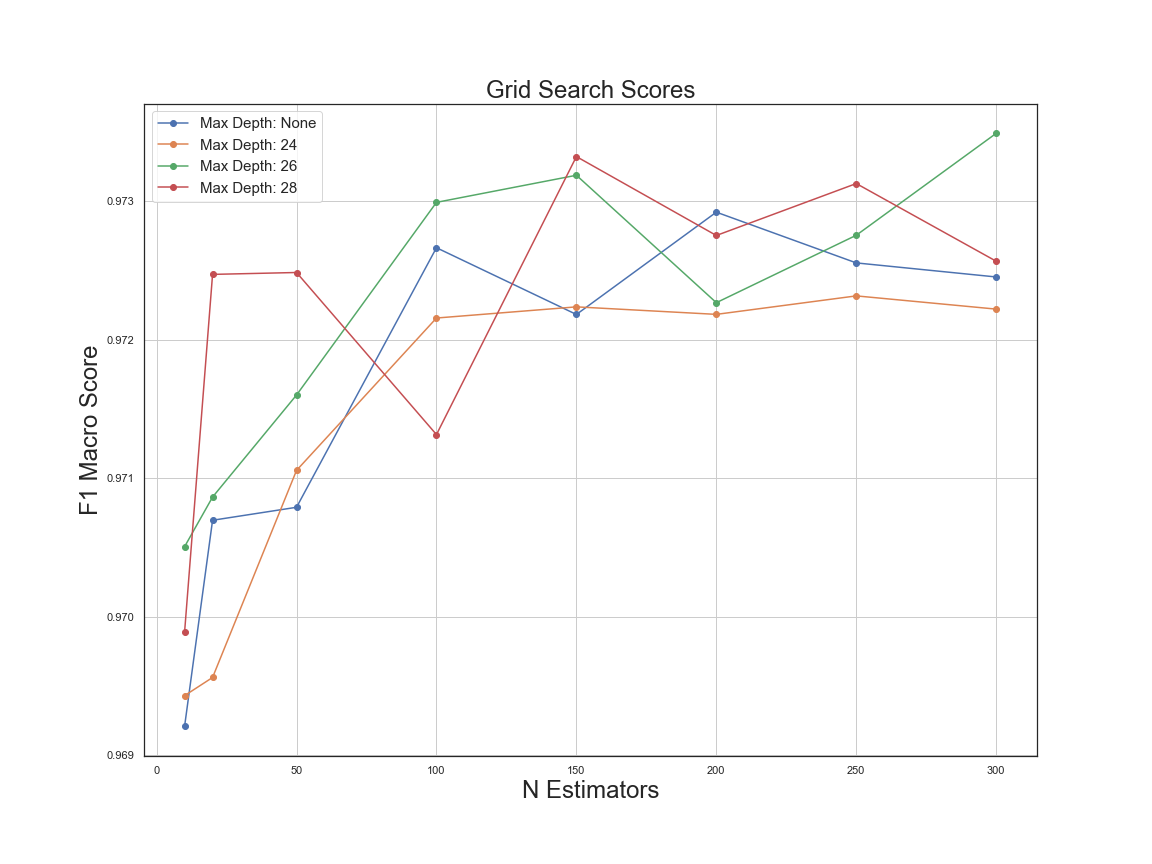 Grid Search Scores
Max Depth: None
Max Depth: 24
Max Depth: 26
Max Depth: 28
0.973
0.972
0.971
0.970
0.969
F1 Macro Score
0 50 100 150 200 250 300
N Estimators